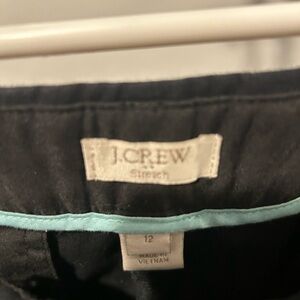 J.CREW
Stretch
12
MADE IN
VIETNAM